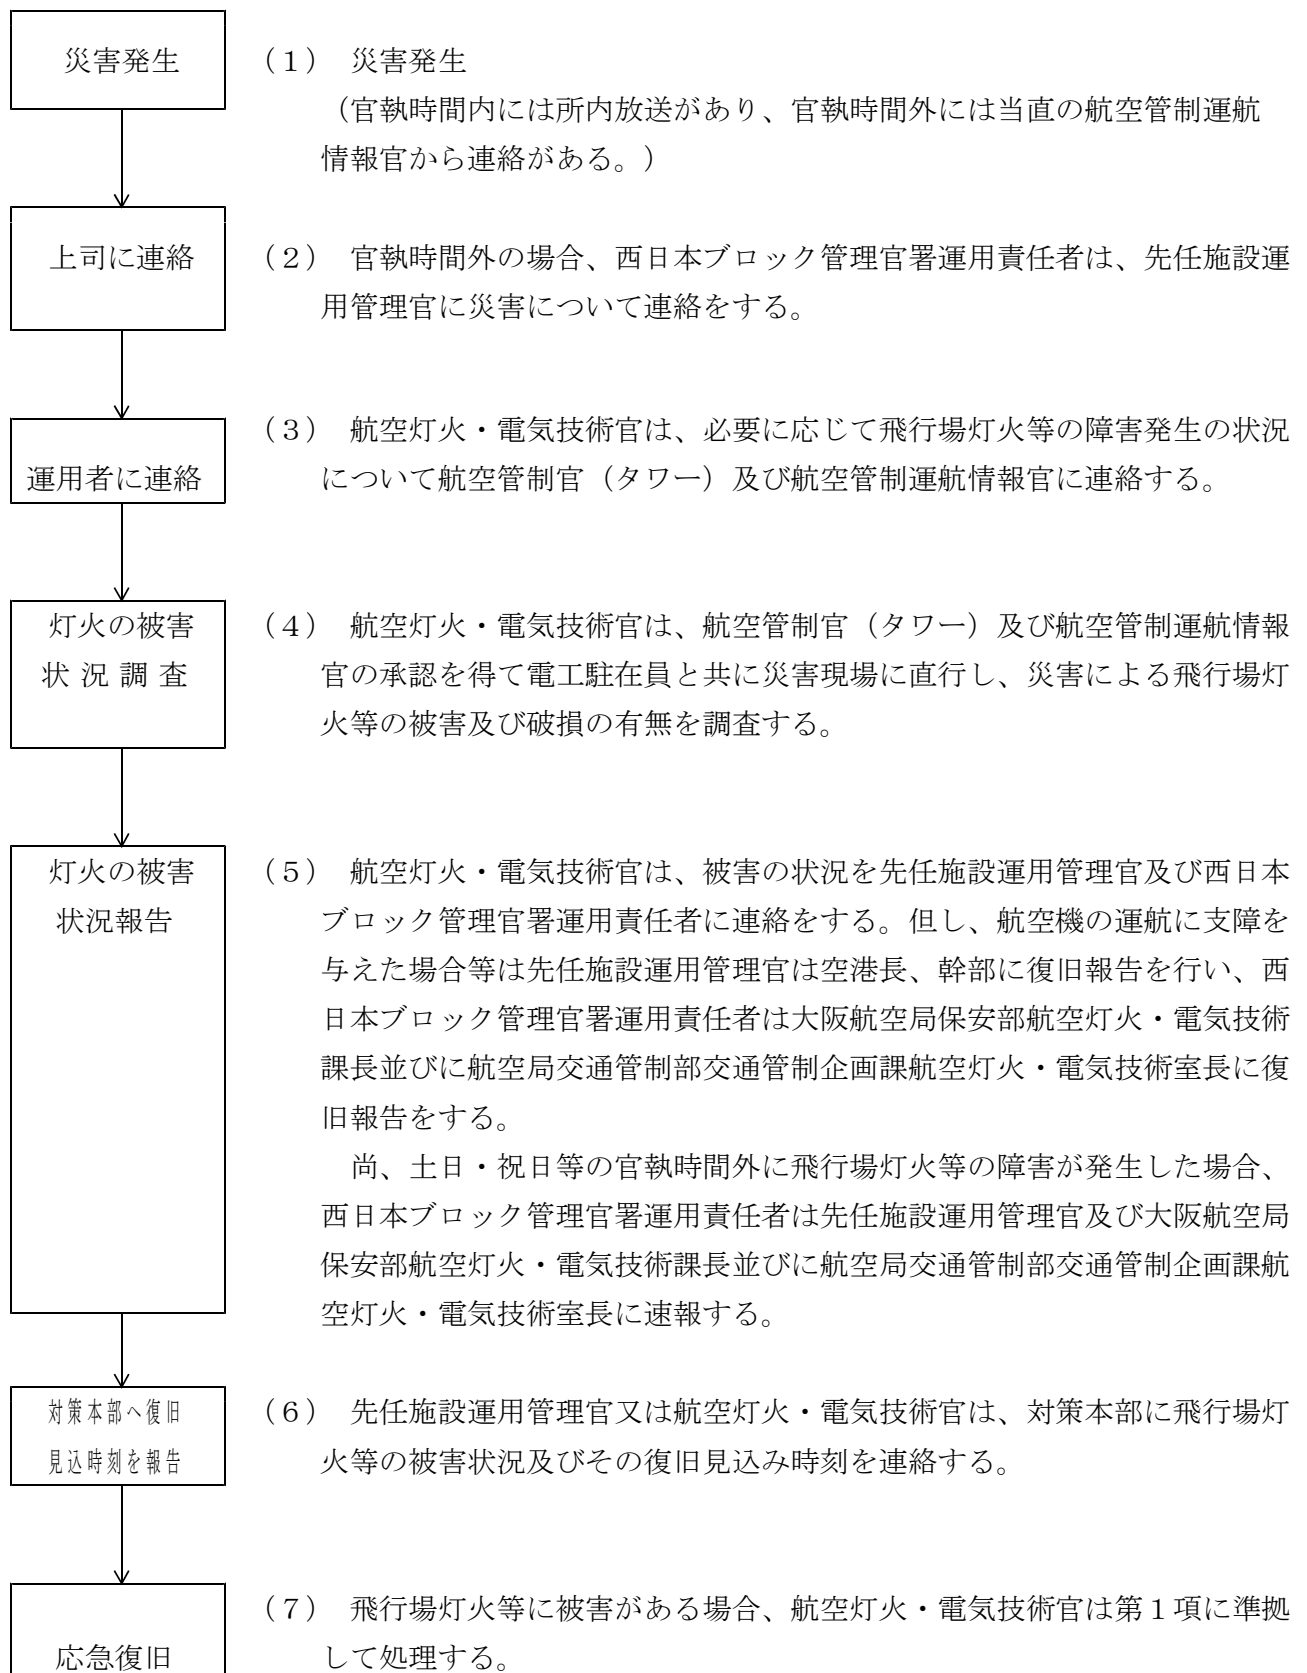 災害発生
（１） 災害発生
（官執時間内には所内放送があり、官執時間外には当直の航空管制運航
情報官から連絡がある。）
上司に連絡
（２） 官執時間外の場合、西日本ブロック管理官署運用責任者は、先任施設運
用管理官に災害について連絡をする。
運用者に連絡
（３） 航空灯火・電気技術官は、必要に応じて飛行場灯火等の障害発生の状況
について航空管制官（タワー）及び航空管制運航情報官に連絡する。
灯火の被害
状 況 調 査
（４） 航空灯火・電気技術官は、航空管制官（タワー）及び航空管制運航情報
官の承認を得て電工駐在員と共に災害現場に直行し、災害による飛行場灯
火等の被害及び破損の有無を調査する。
灯火の被害
状況報告
（５） 航空灯火・電気技術官は、被害の状況を先任施設運用管理官及び西日本
ブロック管理官署運用責任者に連絡をする。但し、航空機の運航に支障を
与えた場合等は先任施設運用管理官は空港長、幹部に復旧報告を行い、西
日本ブロック管理官署運用責任者は大阪航空局保安部航空灯火・電気技術
課長並びに航空局交通管制部交通管制企画課航空灯火・電気技術室長に復
旧報告をする。
尚、土日・祝日等の官執時間外に飛行場灯火等の障害が発生した場合、
西日本ブロック管理官署運用責任者は先任施設運用管理官及び大阪航空局
保安部航空灯火・電気技術課長並びに航空局交通管制部交通管制企画課航
空灯火・電気技術室長に速報する。
対策本部へ復旧
見込時刻を報告
（６） 先任施設運用管理官又は航空灯火・電気技術官は、対策本部に飛行場灯
火等の被害状況及びその復旧見込み時刻を連絡する。
応急復旧
（７） 飛行場灯火等に被害がある場合、航空灯火・電気技術官は第１項に準拠
して処理する。